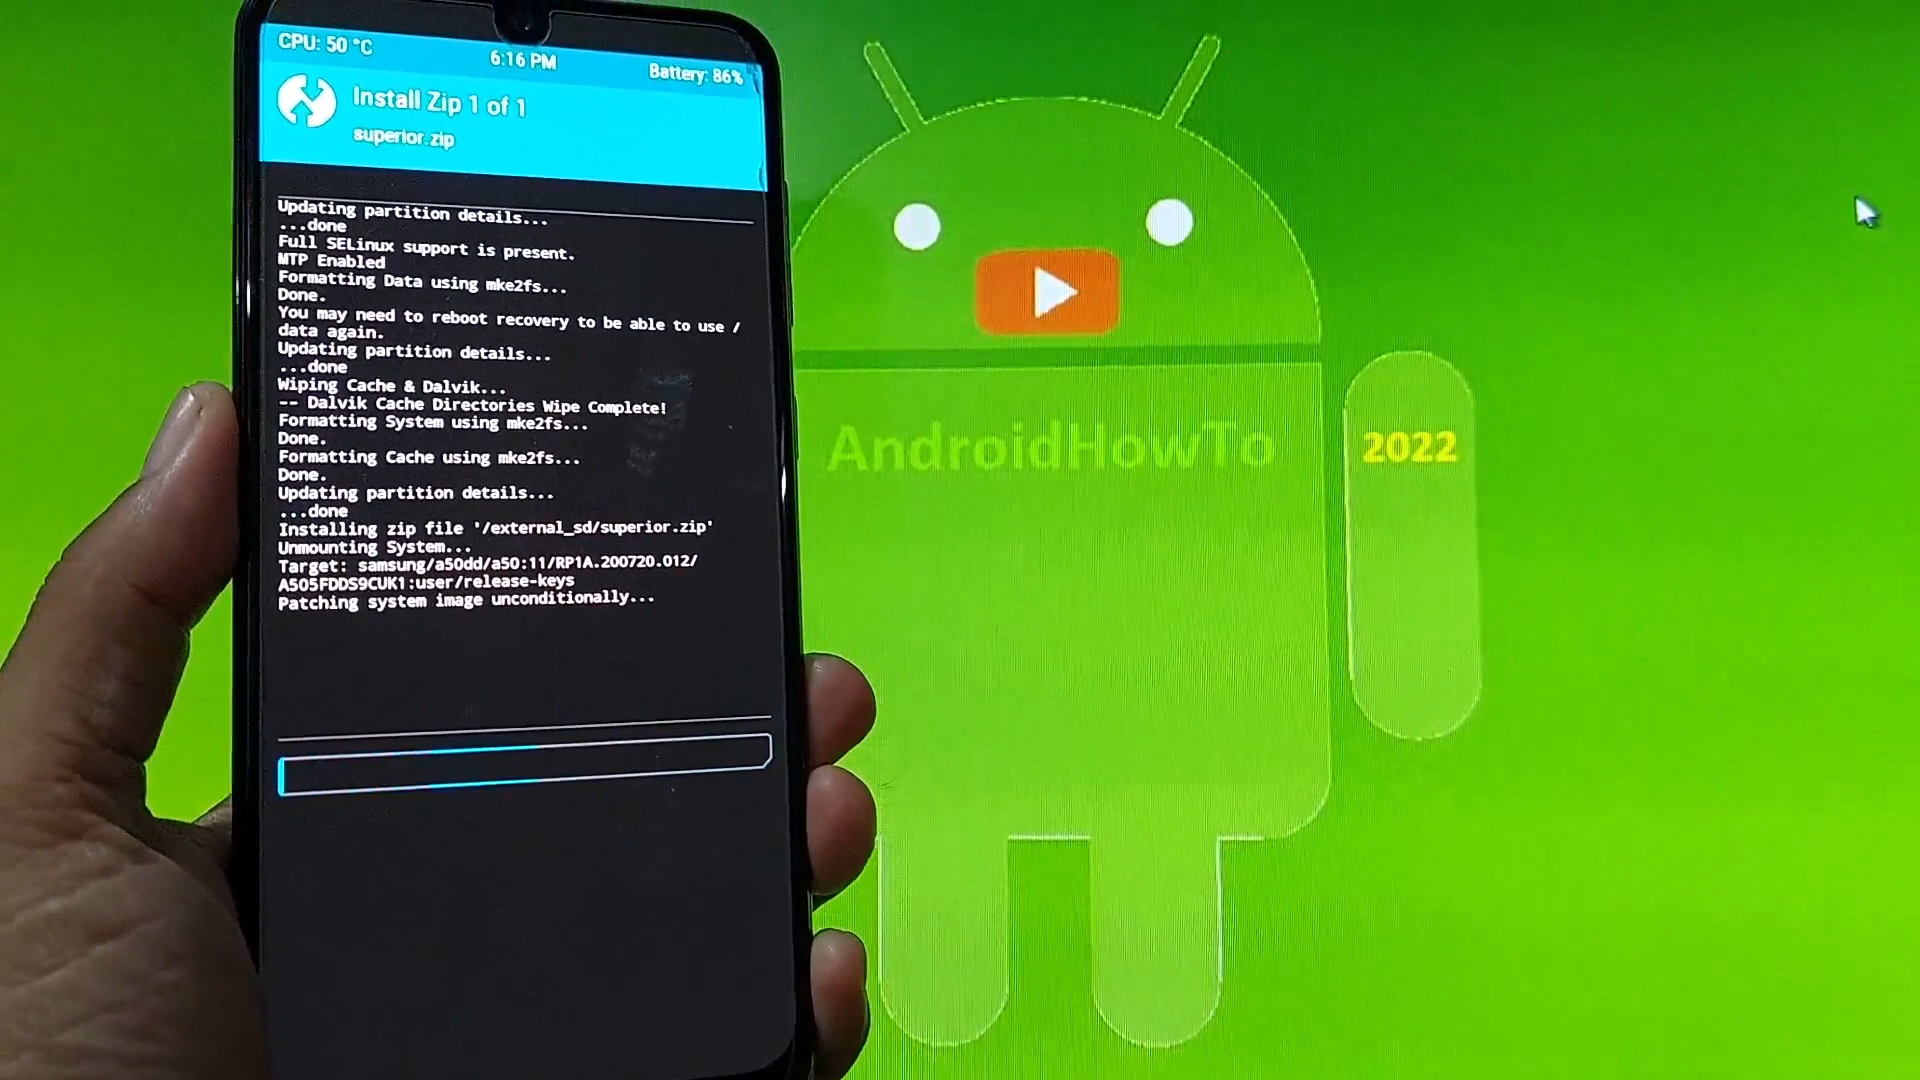 CPU: 50 °C
6:16 PM
Battery: 86%
Install Zip 1 of 1
superior.zip
Updating partition details...
...done
Full SELinux support is present.
MTP Enabled
Formatting Data using mke2fs...
Done.
You may need to reboot recovery to be able to use /
data again.
Updating partition details...
...done
Wiping Cache & Dalvik...
-- Dalvik Cache Directories Wipe Complete!
Formatting System using mke2fs...
Done.
Formatting Cache using mke2fs...
Done.
Updating partition details...
...done
Installing zip file '/external_sd/superior.zip'
Unmounting System...
Target: samsung/a50dd/a50:11/RP1A.200720.012/
A505FDDS9CUK1:user/release-keys
Patching system image unconditionally...
AndroidHowTo
2022